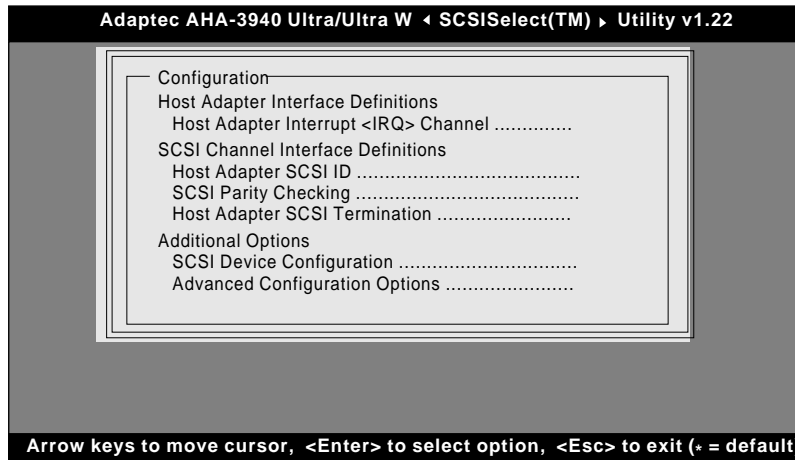 Adaptec AHA-3940 Ultra/Ultra W ◂ SCSISelect(TM) ▸ Utility v1.22
Configuration
Host Adapter Interface Definitions
Host Adapter Interrupt <IRQ> Channel ..............
SCSI Channel Interface Definitions
Host Adapter SCSI ID ........................................
SCSI Parity Checking ........................................
Host Adapter SCSI Termination ........................
Additional Options
SCSI Device Configuration ................................
Advanced Configuration Options .......................
Arrow keys to move cursor, <Enter> to select option, <Esc> to exit (* = default